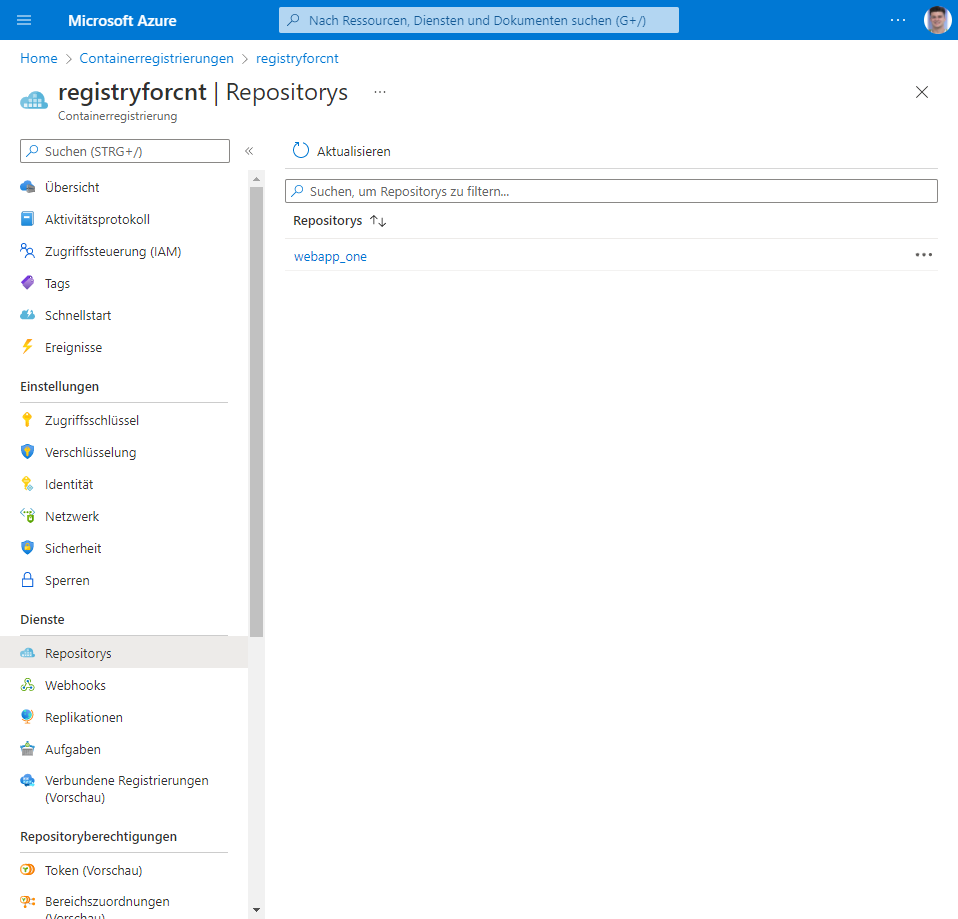 Microsoft Azure
Nach Ressourcen, Diensten und Dokumenten suchen (G+/)
...
Home > Containerregistrierungen > registryforcnt
registryforcnt | Repositorys ...
Containerregistrierung
Suchen (STRG+/)
«
Übersicht
Aktivitätsprotokoll
Zugriffssteuerung (IAM)
Tags
Schnellstart
Ereignisse
Einstellungen
Zugriffsschlüssel
Verschlüsselung
Identität
Netzwerk
Sicherheit
Sperren
Dienste
Repositorys
Webhooks
Replikationen
Aufgaben
Verbundene Registrierungen
(Vorschau)
Repositoryberechtigungen
Token (Vorschau)
Bereichszuordnungen
(Vorschau)
Aktualisieren
Suchen, um Repositorys zu filtern...
Repositorys ↑↓
webapp_one
...